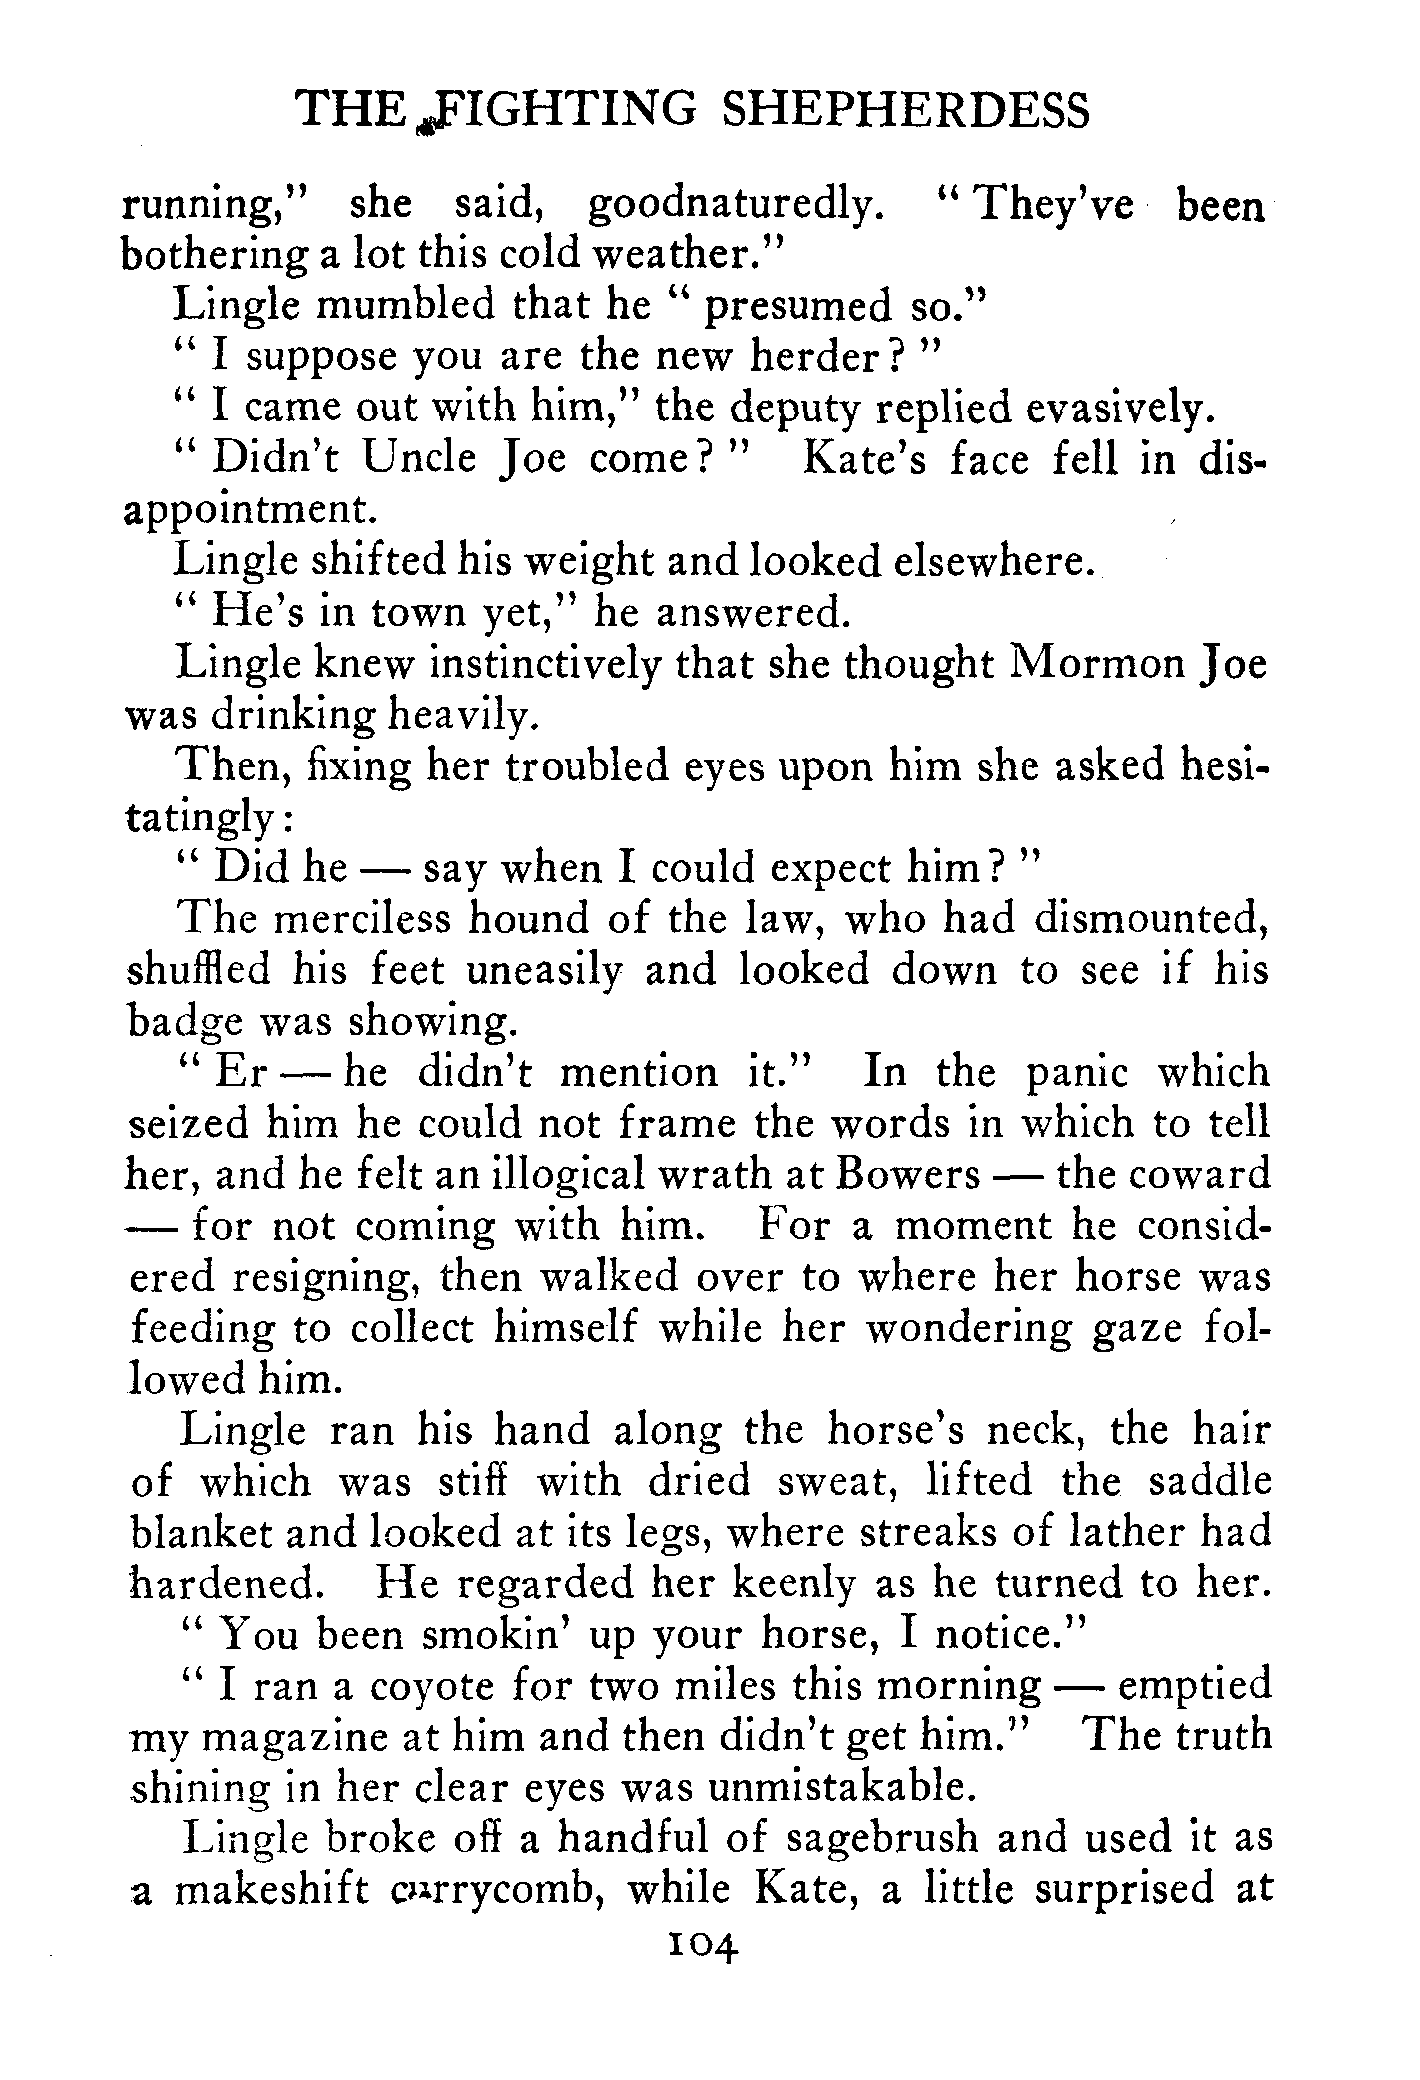 THE FIGHTING SHEPHERDESS
running," she said, goodnaturedly. "They've been
bothering a lot this cold weather."
Lingle mumbled that he "presumed so."
"I suppose you are the new herder?"
"I came out with him," the deputy replied evasively.
"Didn't Uncle Joe come?" Kate's face fell in dis-
appointment.
Lingle shifted his weight and looked elsewhere.
"He's in town yet," he answered.
Lingle knew instinctively that she thought Mormon Joe
was drinking heavily.
Then, fixing her troubled eyes upon him she asked hesi-
tatingly:
"Did he — say when I could expect him?"
The merciless hound of the law, who had dismounted,
shuffled his feet uneasily and looked down to see if his
badge was showing.
"Er — he didn't mention it." In the panic which
seized him he could not frame the words in which to tell
her, and he felt an illogical wrath at Bowers — the coward
— for not coming with him. For a moment he consid-
ered resigning, then walked over to where her horse was
feeding to collect himself while her wondering gaze fol-
lowed him.
Lingle ran his hand along the horse's neck, the hair
of which was stiff with dried sweat, lifted the saddle
blanket and looked at its legs, where streaks of lather had
hardened. He regarded her keenly as he turned to her.
"You been smokin' up your horse, I notice."
"I ran a coyote for two miles this morning — emptied
my magazine at him and then didn't get him." The truth
shining in her clear eyes was unmistakable.
Lingle broke off a handful of sagebrush and used it as
a makeshift currycomb, while Kate, a little surprised at
104